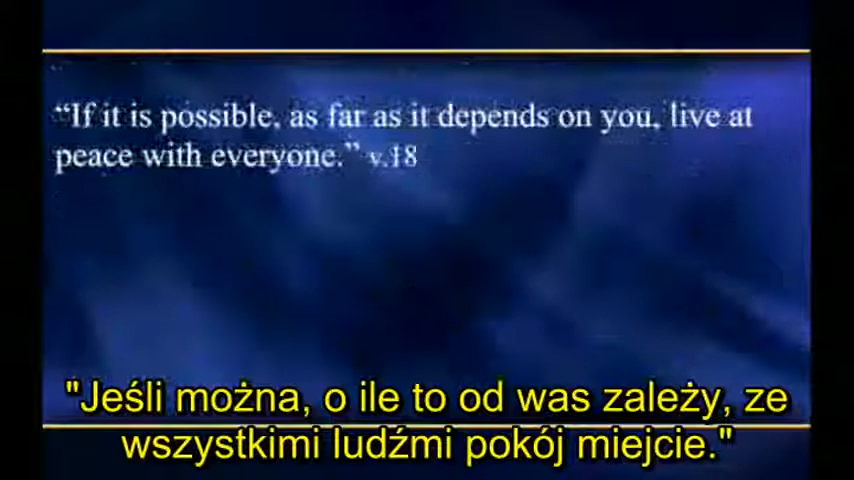 “If it is possible, as far as it depends on you, live at
peace with everyone.” v.18
"Jeśli można, o ile to od was zależy, ze
wszystkimi ludźmi pokój miejcie."